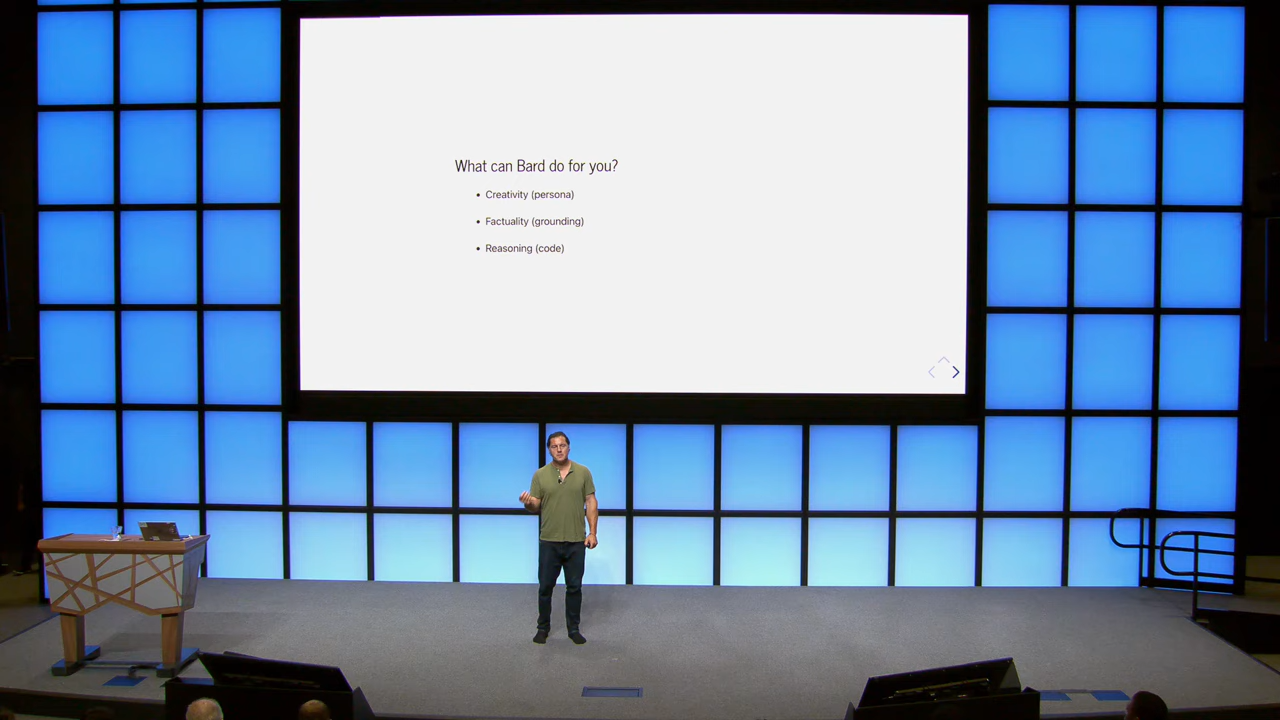 What can Bard do for you?
• Creativity (persona)
• Factuality (grounding)
• Reasoning (code)